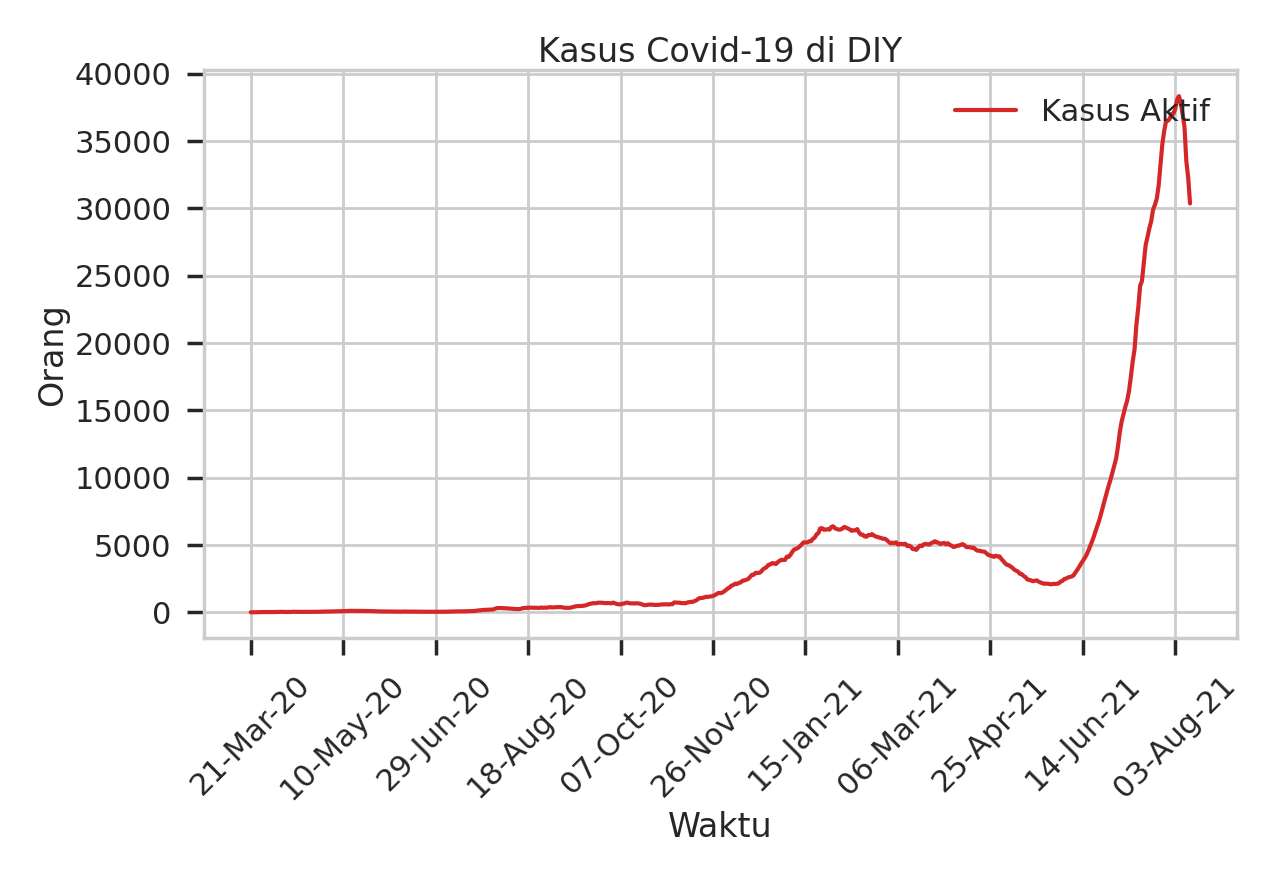 Kasus Covid-19 di DIY
Kasus Aktif
Orang
40000
35000
30000
25000
20000
15000
10000
5000
0
21-Mar-20
10-May-20
29-Jun-20
18-Aug-20
07-Oct-20
26-Nov-20
15-Jan-21
06-Mar-21
25-Apr-21
14-Jun-21
03-Aug-21
Waktu